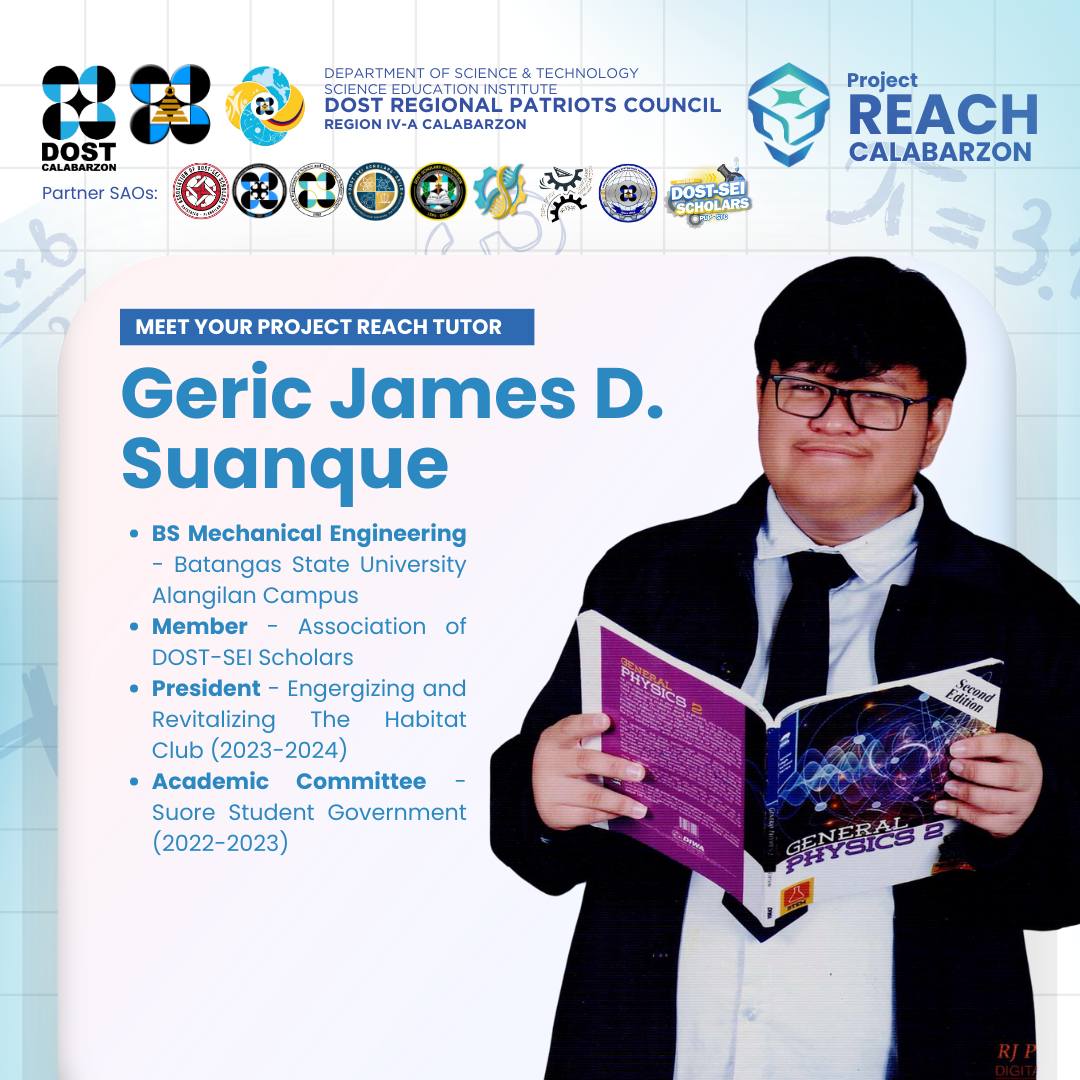 DEPARTMENT OF SCIENCE & TECHNOLOGY
SCIENCE EDUCATION INSTITUTE
DOST REGIONAL PATRIOTS COUNCIL
REGION IV-A CALABARZON
DOST
CALABARZON
Project
REACH
CALABARZON
Partner SAOs:
DOST-SEI
SCHOLARS
MEET YOUR PROJECT REACH TUTOR
Geric James D.
Suanque
• BS Mechanical Engineering
- Batangas State University
Alangilan Campus
• Member - Association of
DOST-SEI Scholars
• President - Engergizing and
Revitalizing The Habitat
Club (2023-2024)
• Academic Committee -
Suore Student Government
(2022-2023)
GENERAL
PHYSICS 2
DIWA
Second
Edition
GENERAL
PHYSICS 2
STEM
RJ P
DIGITA